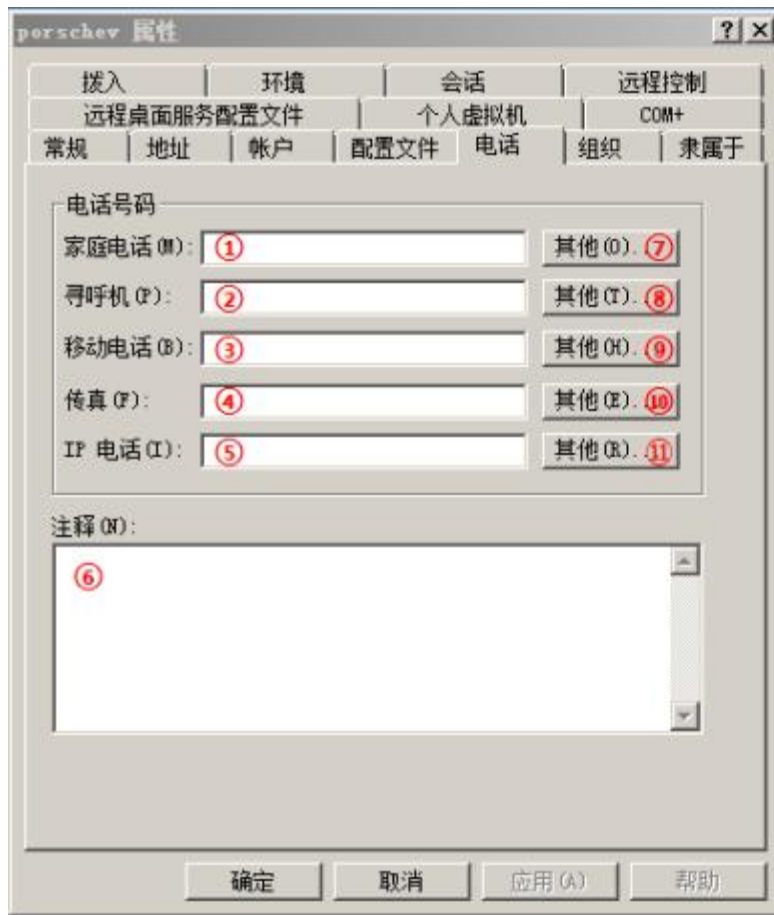 porschev 属性
拨入 环境 会话 远程控制
远程桌面服务配置文件 个人虚拟机 COM+
常规 地址 帐户 配置文件 电话 组织 隶属于
电话号码
家庭电话(M): ① 其他(O). ⑦
寻呼机(P): ② 其他(T). ⑧
移动电话(B): ③ 其他(H). ⑨
传真(F): ④ 其他(E). ⑩
IP 电话(I): ⑤ 其他(R). ⑪
注释(N):
⑥
确定 取消 应用(A) 帮助